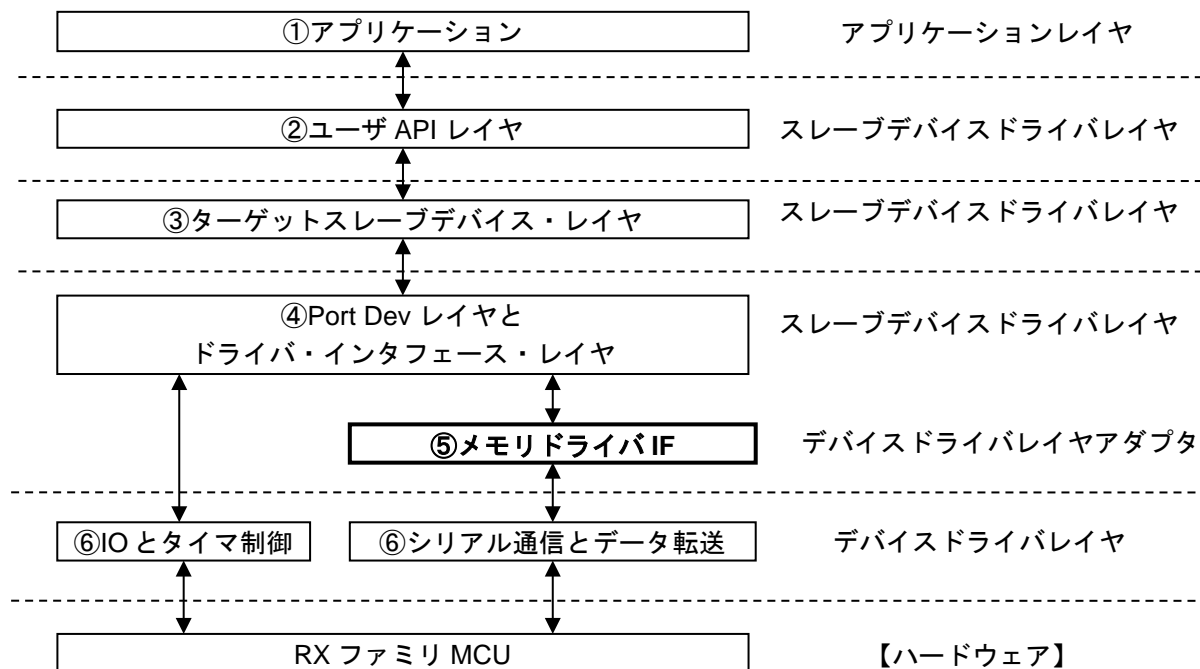 ①アプリケーション
アプリケーションレイヤ
②ユーザ API レイヤ
スレーブデバイスドライバレイヤ
③ターゲットスレーブデバイス・レイヤ
スレーブデバイスドライバレイヤ
④Port Dev レイヤと
ドライバ・インタフェース・レイヤ
スレーブデバイスドライバレイヤ
⑤メモリドライバ IF
デバイスドライバレイヤアダプタ
⑥IO とタイマ制御
⑥シリアル通信とデータ転送
デバイスドライバレイヤ
RX ファミリ MCU
【ハードウェア】